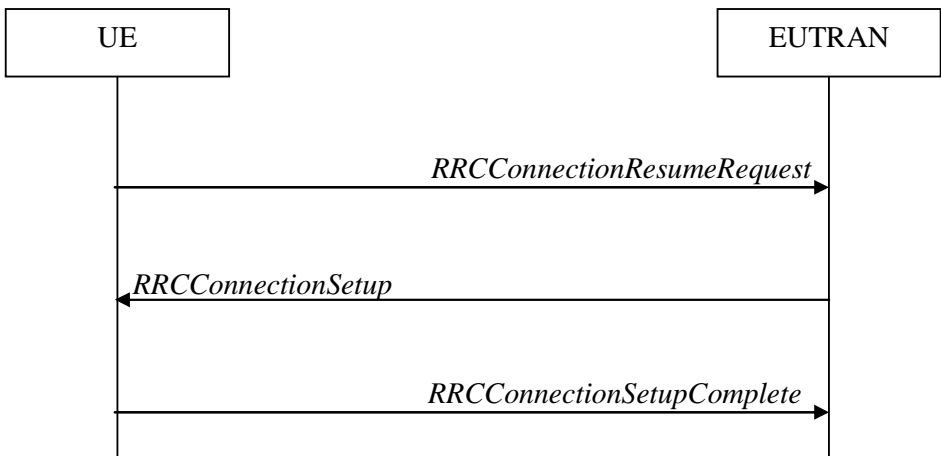 UE
EUTRAN
RRCConnectionResumeRequest
RRCConnectionSetup
RRCConnectionSetupComplete